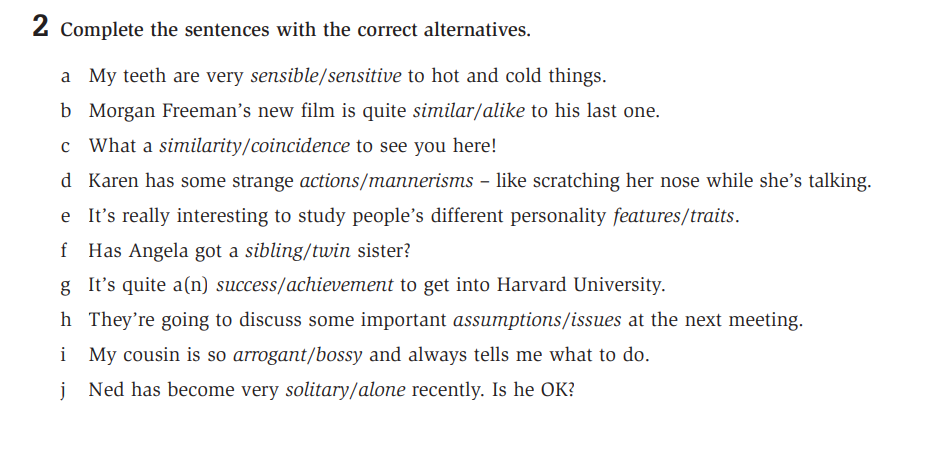 2 Complete the sentences with the correct alternatives.
a My teeth are very sensible/sensitive to hot and cold things.
b Morgan Freeman’s new film is quite similar/alike to his last one.
c What a similarity/coincidence to see you here!
d Karen has some strange actions/mannerisms – like scratching her nose while she’s talking.
e It’s really interesting to study people’s different personality features/traits.
f Has Angela got a sibling/twin sister?
g It’s quite a(n) success/achievement to get into Harvard University.
h They’re going to discuss some important assumptions/issues at the next meeting.
i My cousin is so arrogant/bossy and always tells me what to do.
j Ned has become very solitary/alone recently. Is he OK?